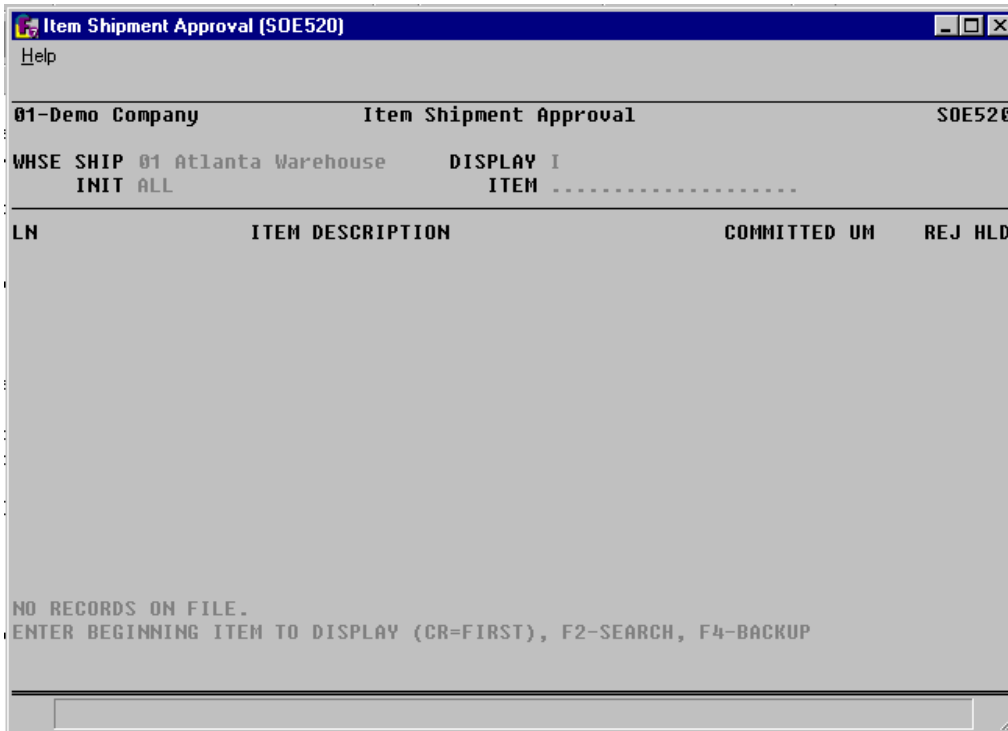 Item Shipment Approval (SOE520)
Help
01-Demo Company Item Shipment Approval SOE520
WHSE SHIP 01 Atlanta Warehouse DISPLAY I
INIT ALL ITEM ....................
LN ITEM DESCRIPTION COMMITTED UM REJ HLD
NO RECORDS ON FILE.
ENTER BEGINNING ITEM TO DISPLAY (CR=FIRST), F2-SEARCH, F4-BACKUP